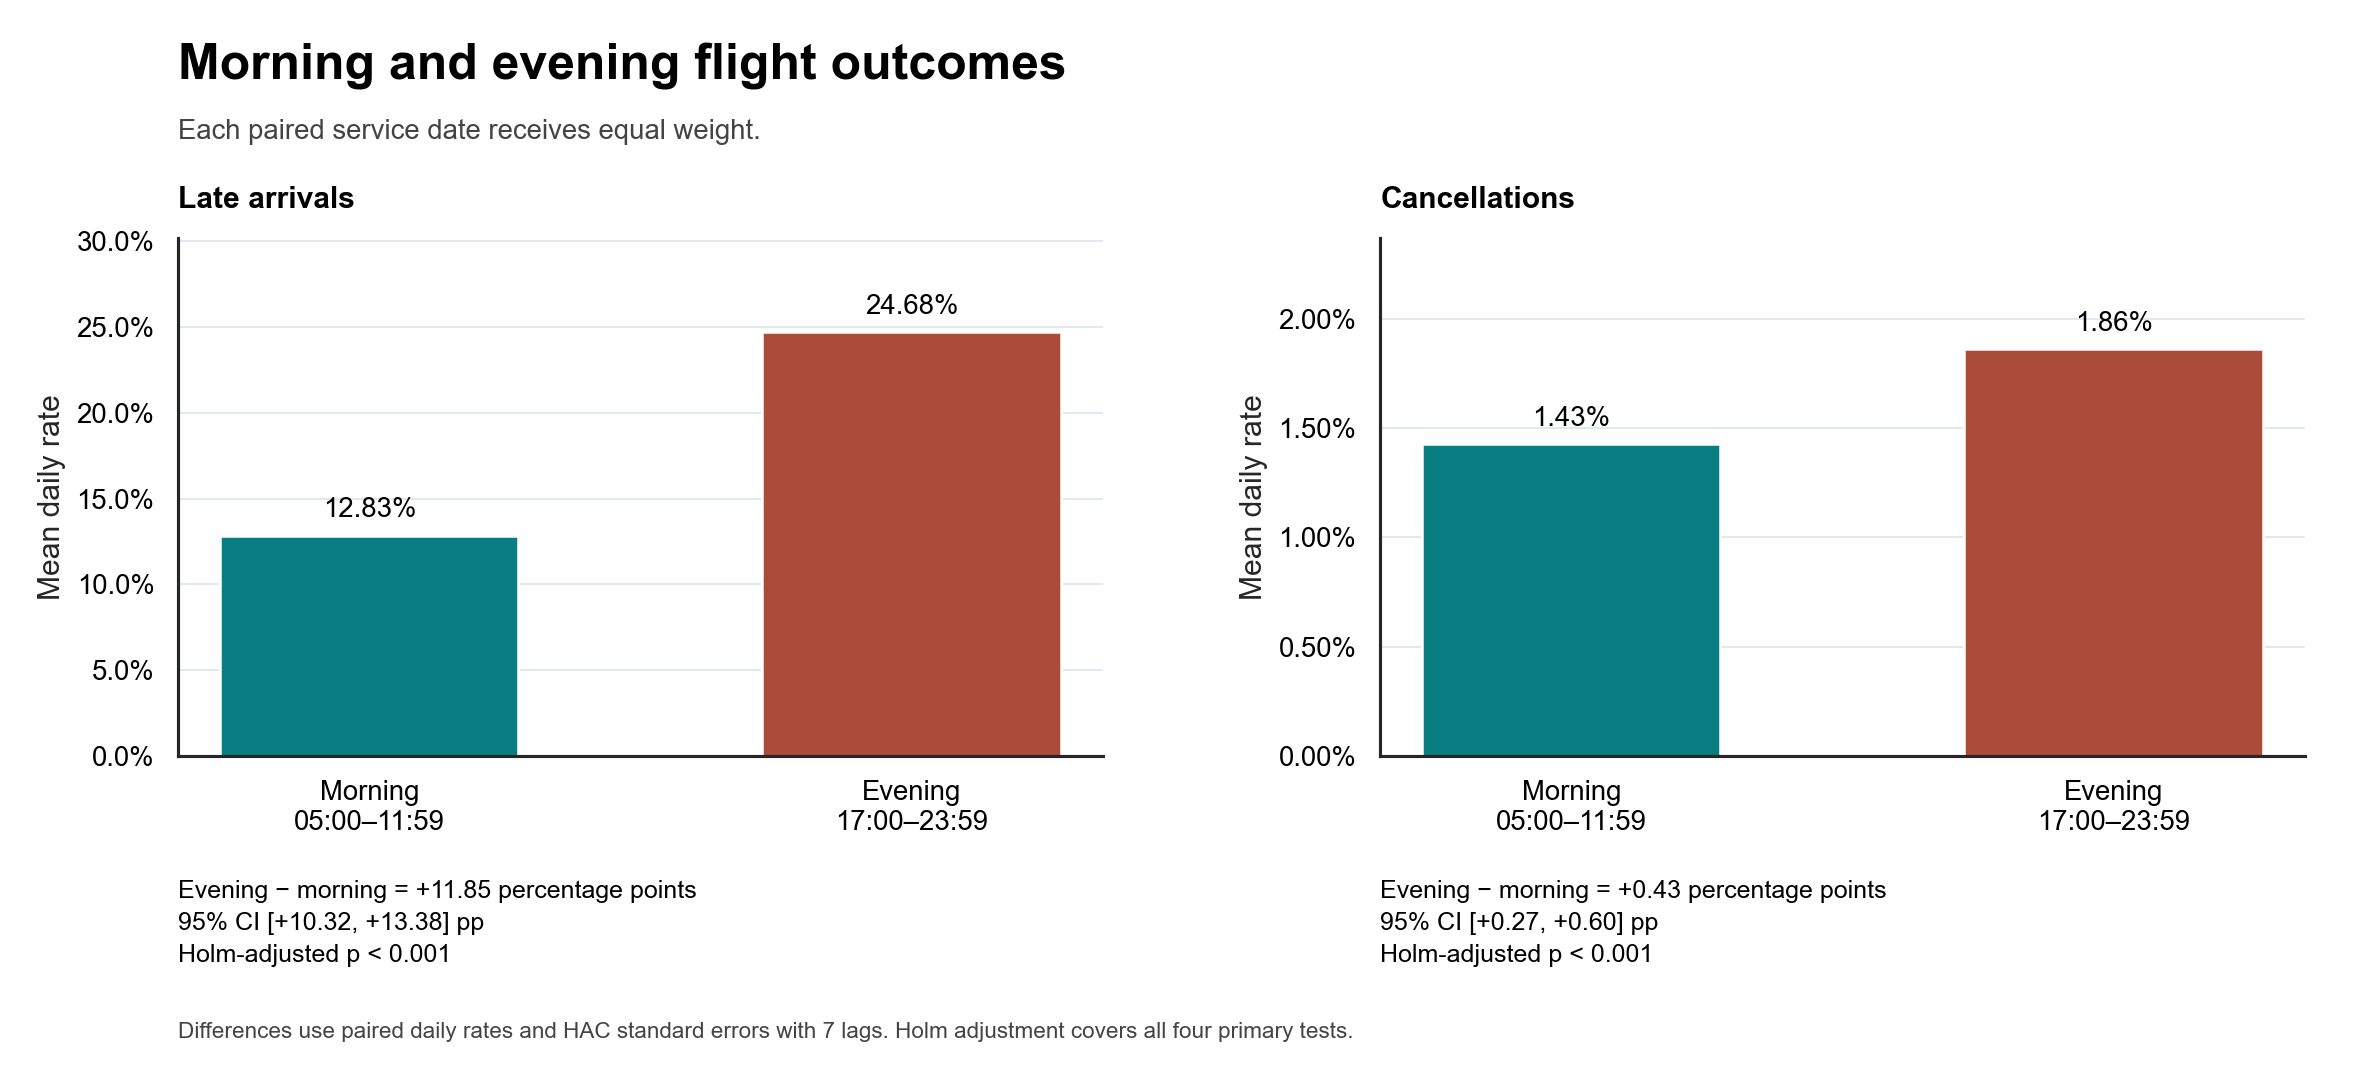 Morning and evening flight outcomes
Each paired service date receives equal weight.
Late arrivals
30.0%
25.0%
20.0%
15.0%
10.0%
5.0%
0.0%
Mean daily rate
12.83%
24.68%
Morning
05:00–11:59
Evening
17:00–23:59
Evening − morning = +11.85 percentage points
95% CI [+10.32, +13.38] pp
Holm-adjusted p < 0.001
Cancellations
2.00%
1.50%
1.00%
0.50%
0.00%
Mean daily rate
1.43%
1.86%
Morning
05:00–11:59
Evening
17:00–23:59
Evening − morning = +0.43 percentage points
95% CI [+0.27, +0.60] pp
Holm-adjusted p < 0.001
Differences use paired daily rates and HAC standard errors with 7 lags. Holm adjustment covers all four primary tests.